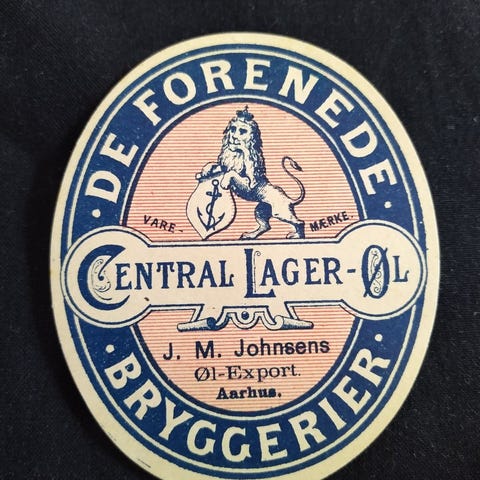 · DE FORENEDE ·
VARE- MÆRKE.
CENTRAL LAGER-ØL
J. M. Johnsens
Øl-Export.
Aarhus.
· BRYGGERIER ·